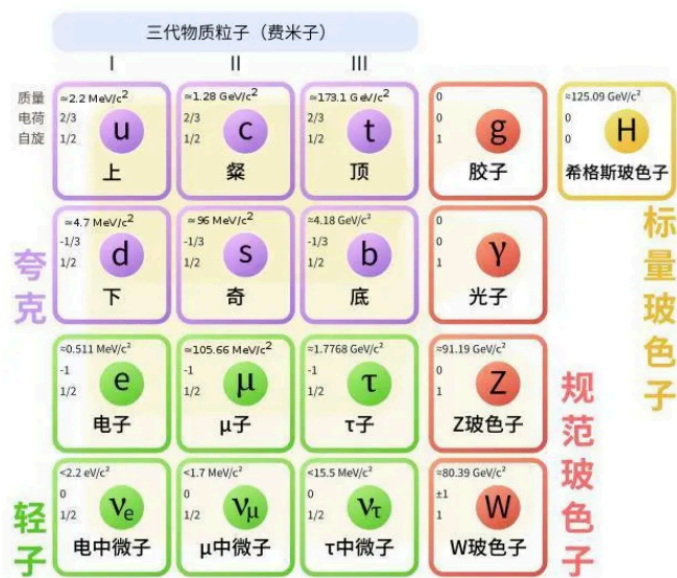 三代物质粒子（费米子）
I II III
质量
电荷
自旋
≃2.2 MeV/c²
2/3
1/2
u
上
≃1.28 GeV/c²
2/3
1/2
c
粲
≃173.1 GeV/c²
2/3
1/2
t
顶
0
0
1
g
胶子
≈125.09 GeV/c²
0
0
H
希格斯玻色子
≃4.7 MeV/c²
-1/3
1/2
d
下
≃96 MeV/c²
-1/3
1/2
s
奇
≃4.18 GeV/c²
-1/3
1/2
b
底
0
0
1
γ
光子
夸克
标量玻色子
≈0.511 MeV/c²
-1
1/2
e
电子
≃105.66 MeV/c²
-1
1/2
μ
μ子
≈1.7768 GeV/c²
-1
1/2
τ
τ子
≈91.19 GeV/c²
0
1
Z
Z玻色子
<2.2 eV/c²
0
1/2
νe
电中微子
<1.7 MeV/c²
0
1/2
νμ
μ中微子
<15.5 MeV/c²
0
1/2
ντ
τ中微子
≈80.39 GeV/c²
±1
1
W
W玻色子
轻子
规范玻色子